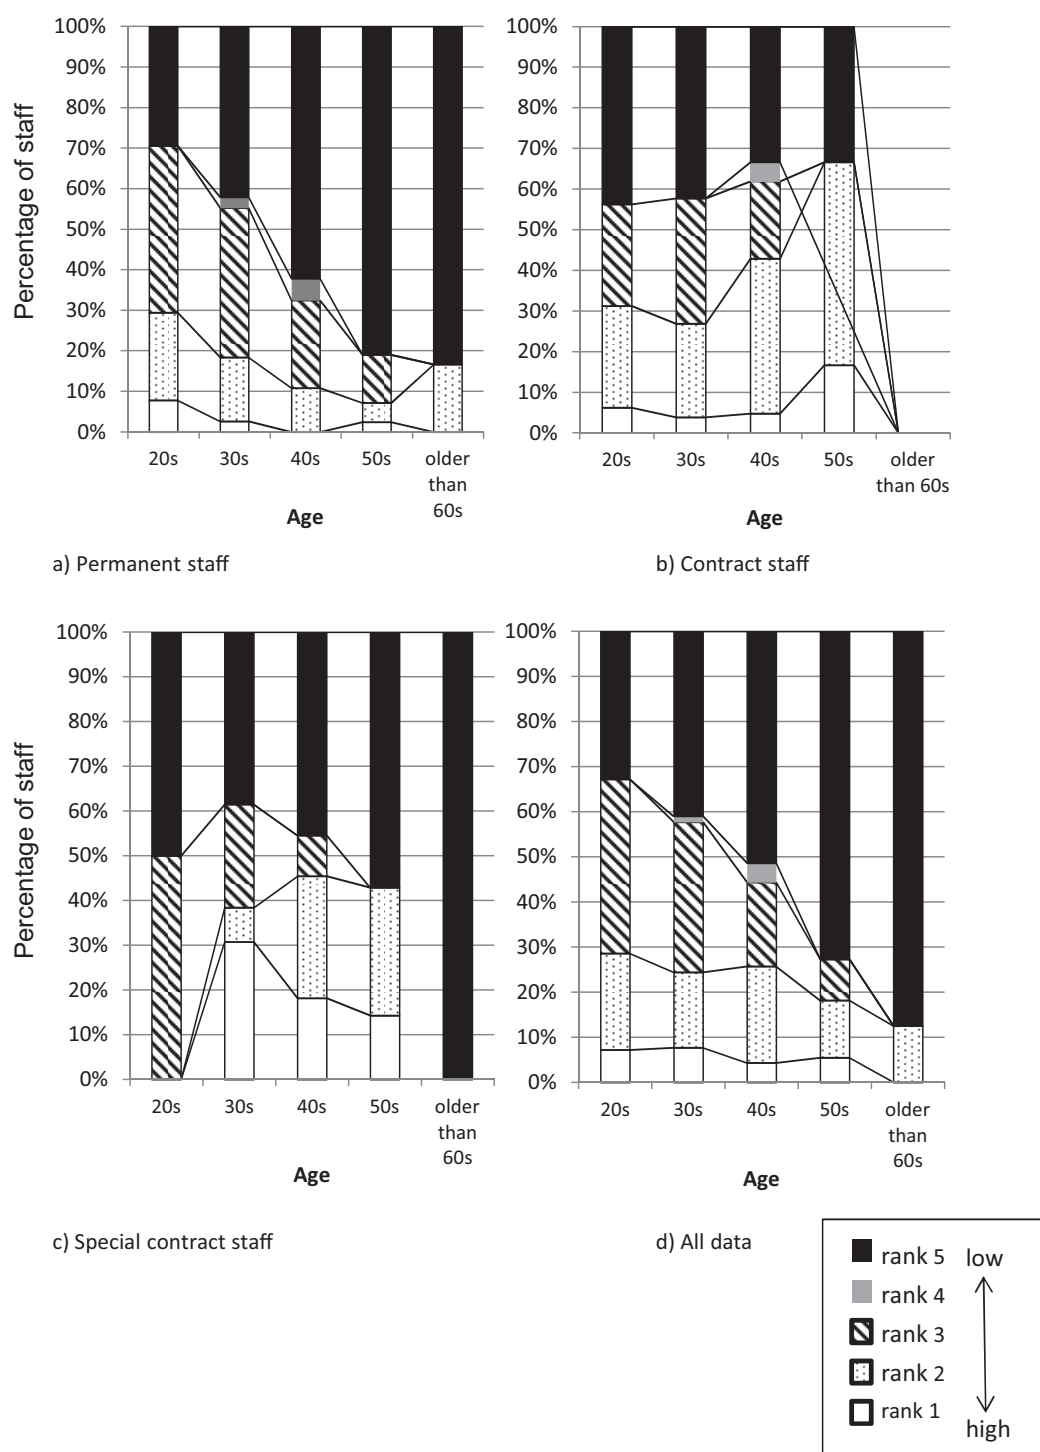 Percentage of staff
100%
90%
80%
70%
60%
50%
40%
30%
20%
10%
0%
20s
30s
40s
50s
older
than
60s
Age
a) Permanent staff
100%
90%
80%
70%
60%
50%
40%
30%
20%
10%
0%
20s
30s
40s
50s
older
than 60s
Age
b) Contract staff
Percentage of staff
100%
90%
80%
70%
60%
50%
40%
30%
20%
10%
0%
20s
30s
40s
50s
older
than
60s
Age
c) Special contract staff
100%
90%
80%
70%
60%
50%
40%
30%
20%
10%
0%
20s
30s
40s
50s
older
than
60s
Age
d) All data
rank 5 low
rank 4
rank 3
rank 2
rank 1
high